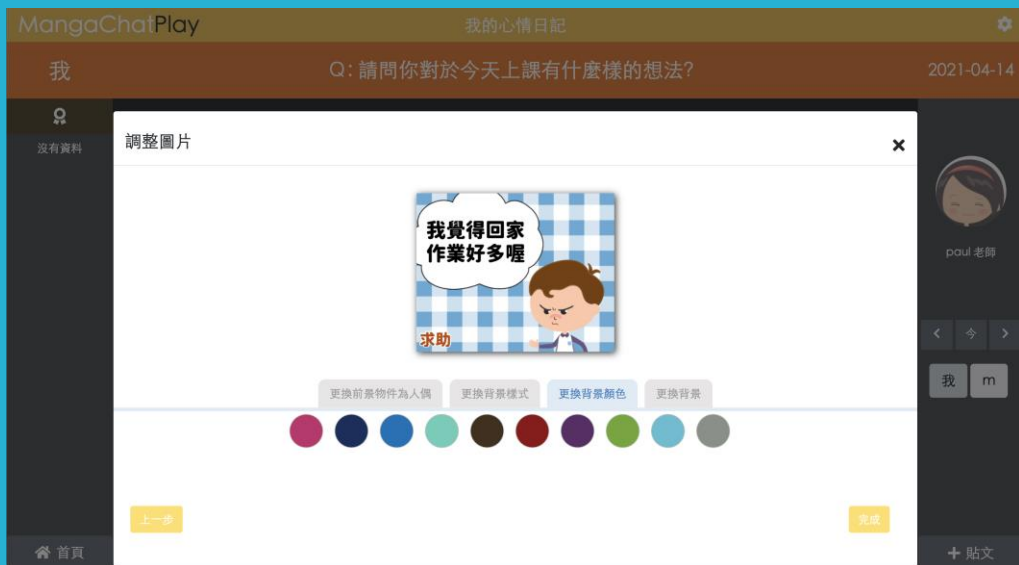 MangaChatPlay
我的心情日記
我
Q: 請問你對於今天上課有什麼樣的想法?
2021-04-14
沒有資料
調整圖片
我覺得回家
作業好多喔
求助
更換前景物件為人偶
更換背景樣式
更換背景顏色
更換背景
上一步
完成
paul 老師
今
我
m
首頁
貼文